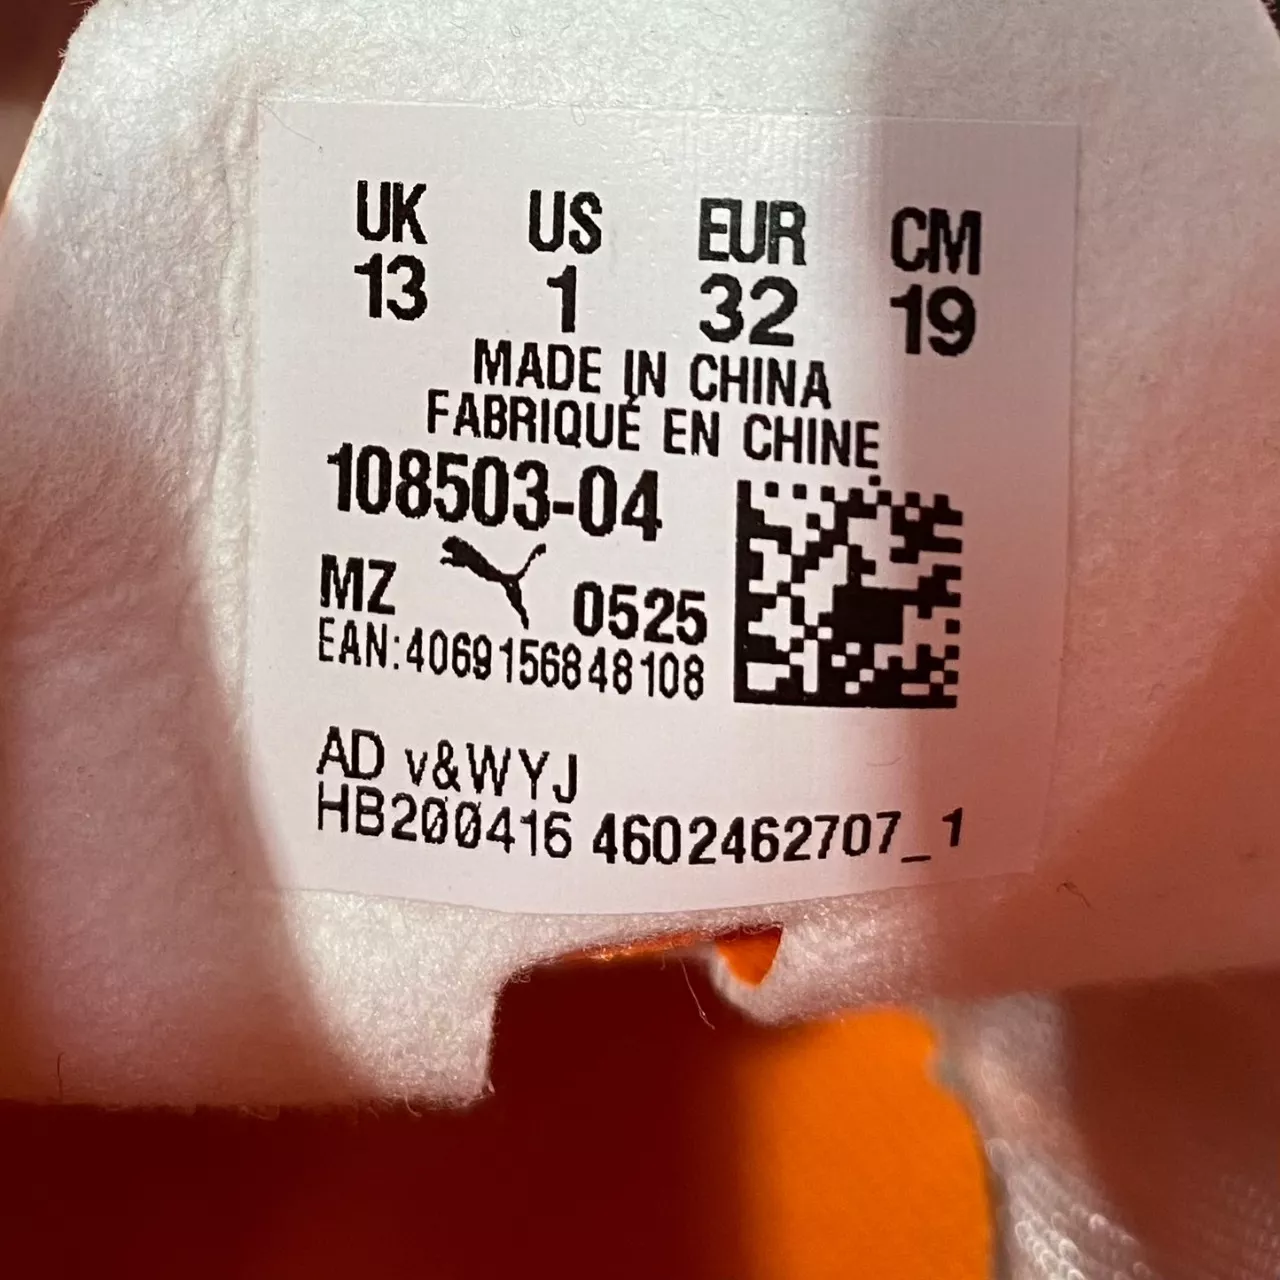 UK US EUR CM
13 1 32 19
MADE IN CHINA
FABRIQUÉ EN CHINE
108503-04
MZ 0525
EAN:4069156848108
AD v&WYJ
HB200416 4602462707_1